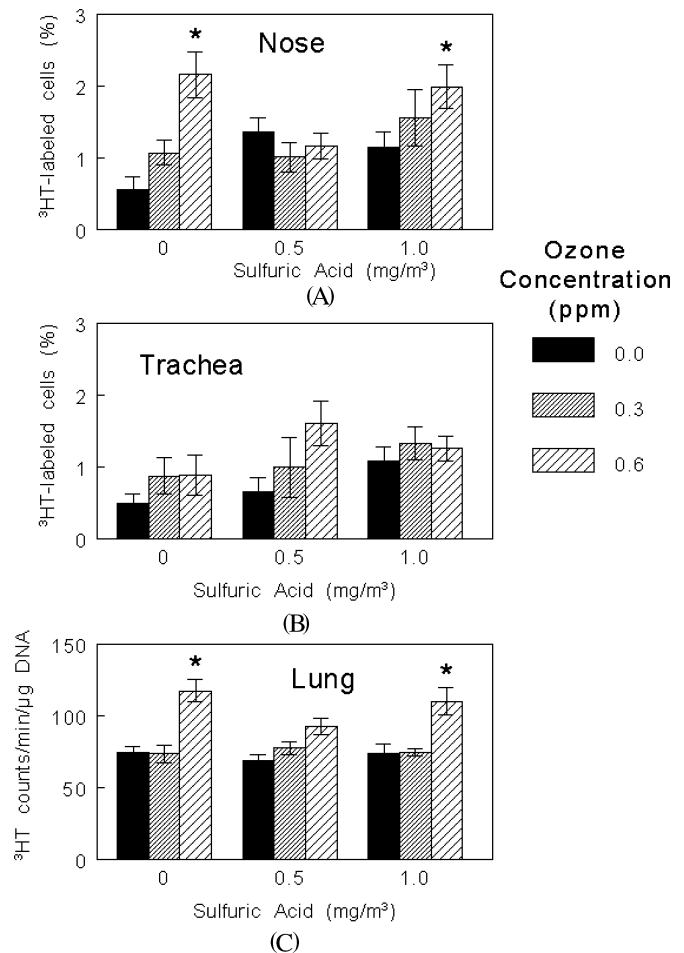 3
*
Nose
*
2
1
0
³HT-labeled cells (%)
0 0.5 1.0
Sulfuric Acid (mg/m³)
(A)
Ozone
Concentration
(ppm)
0.0
0.3
0.6
3
Trachea
2
1
0
³HT-labeled cells (%)
0 0.5 1.0
Sulfuric Acid (mg/m³)
(B)
150
*
Lung
*
100
50
0
³HT counts/min/µg DNA
0 0.5 1.0
Sulfuric Acid (mg/m³)
(C)